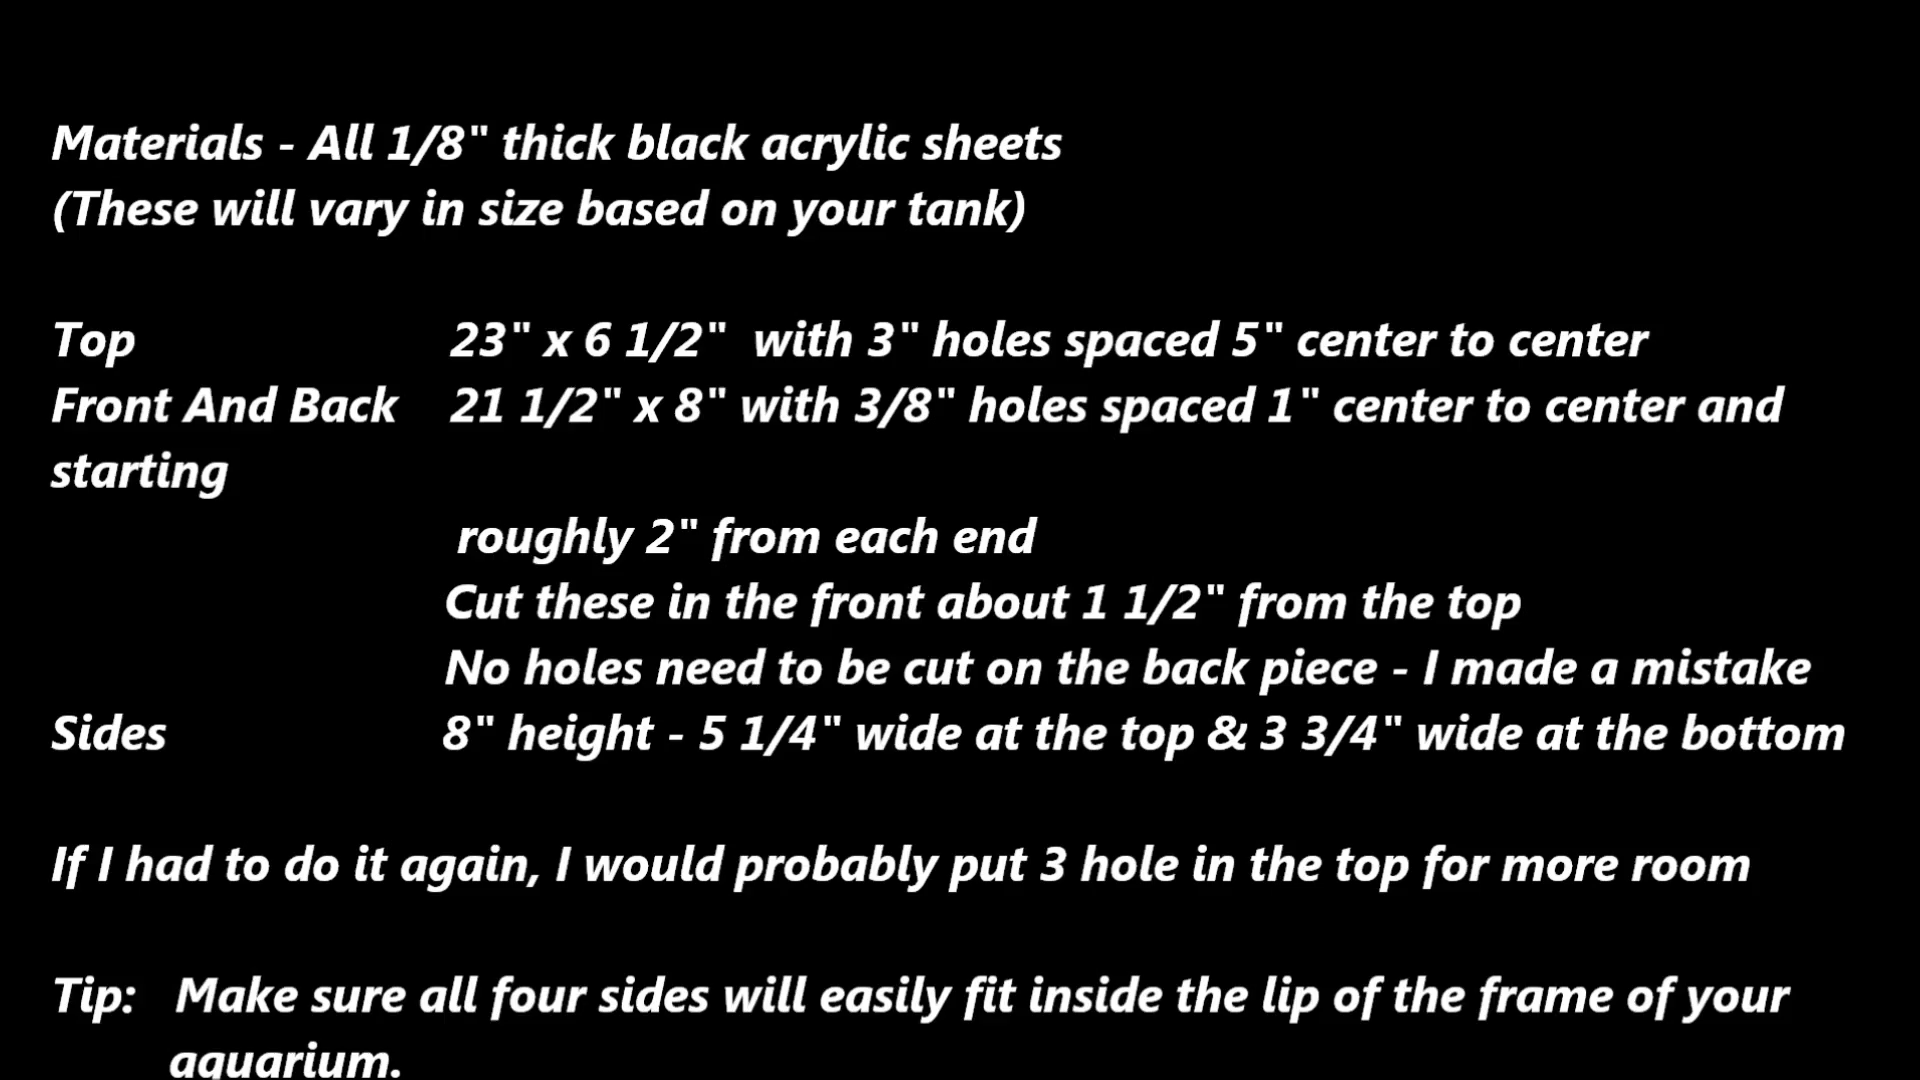 Materials - All 1/8" thick black acrylic sheets
(These will vary in size based on your tank)
Top 23" x 6 1/2" with 3" holes spaced 5" center to center
Front And Back 21 1/2" x 8" with 3/8" holes spaced 1" center to center and
starting
roughly 2" from each end
Cut these in the front about 1 1/2" from the top
No holes need to be cut on the back piece - I made a mistake
Sides 8" height - 5 1/4" wide at the top & 3 3/4" wide at the bottom
If I had to do it again, I would probably put 3 hole in the top for more room
Tip: Make sure all four sides will easily fit inside the lip of the frame of your
aquarium.